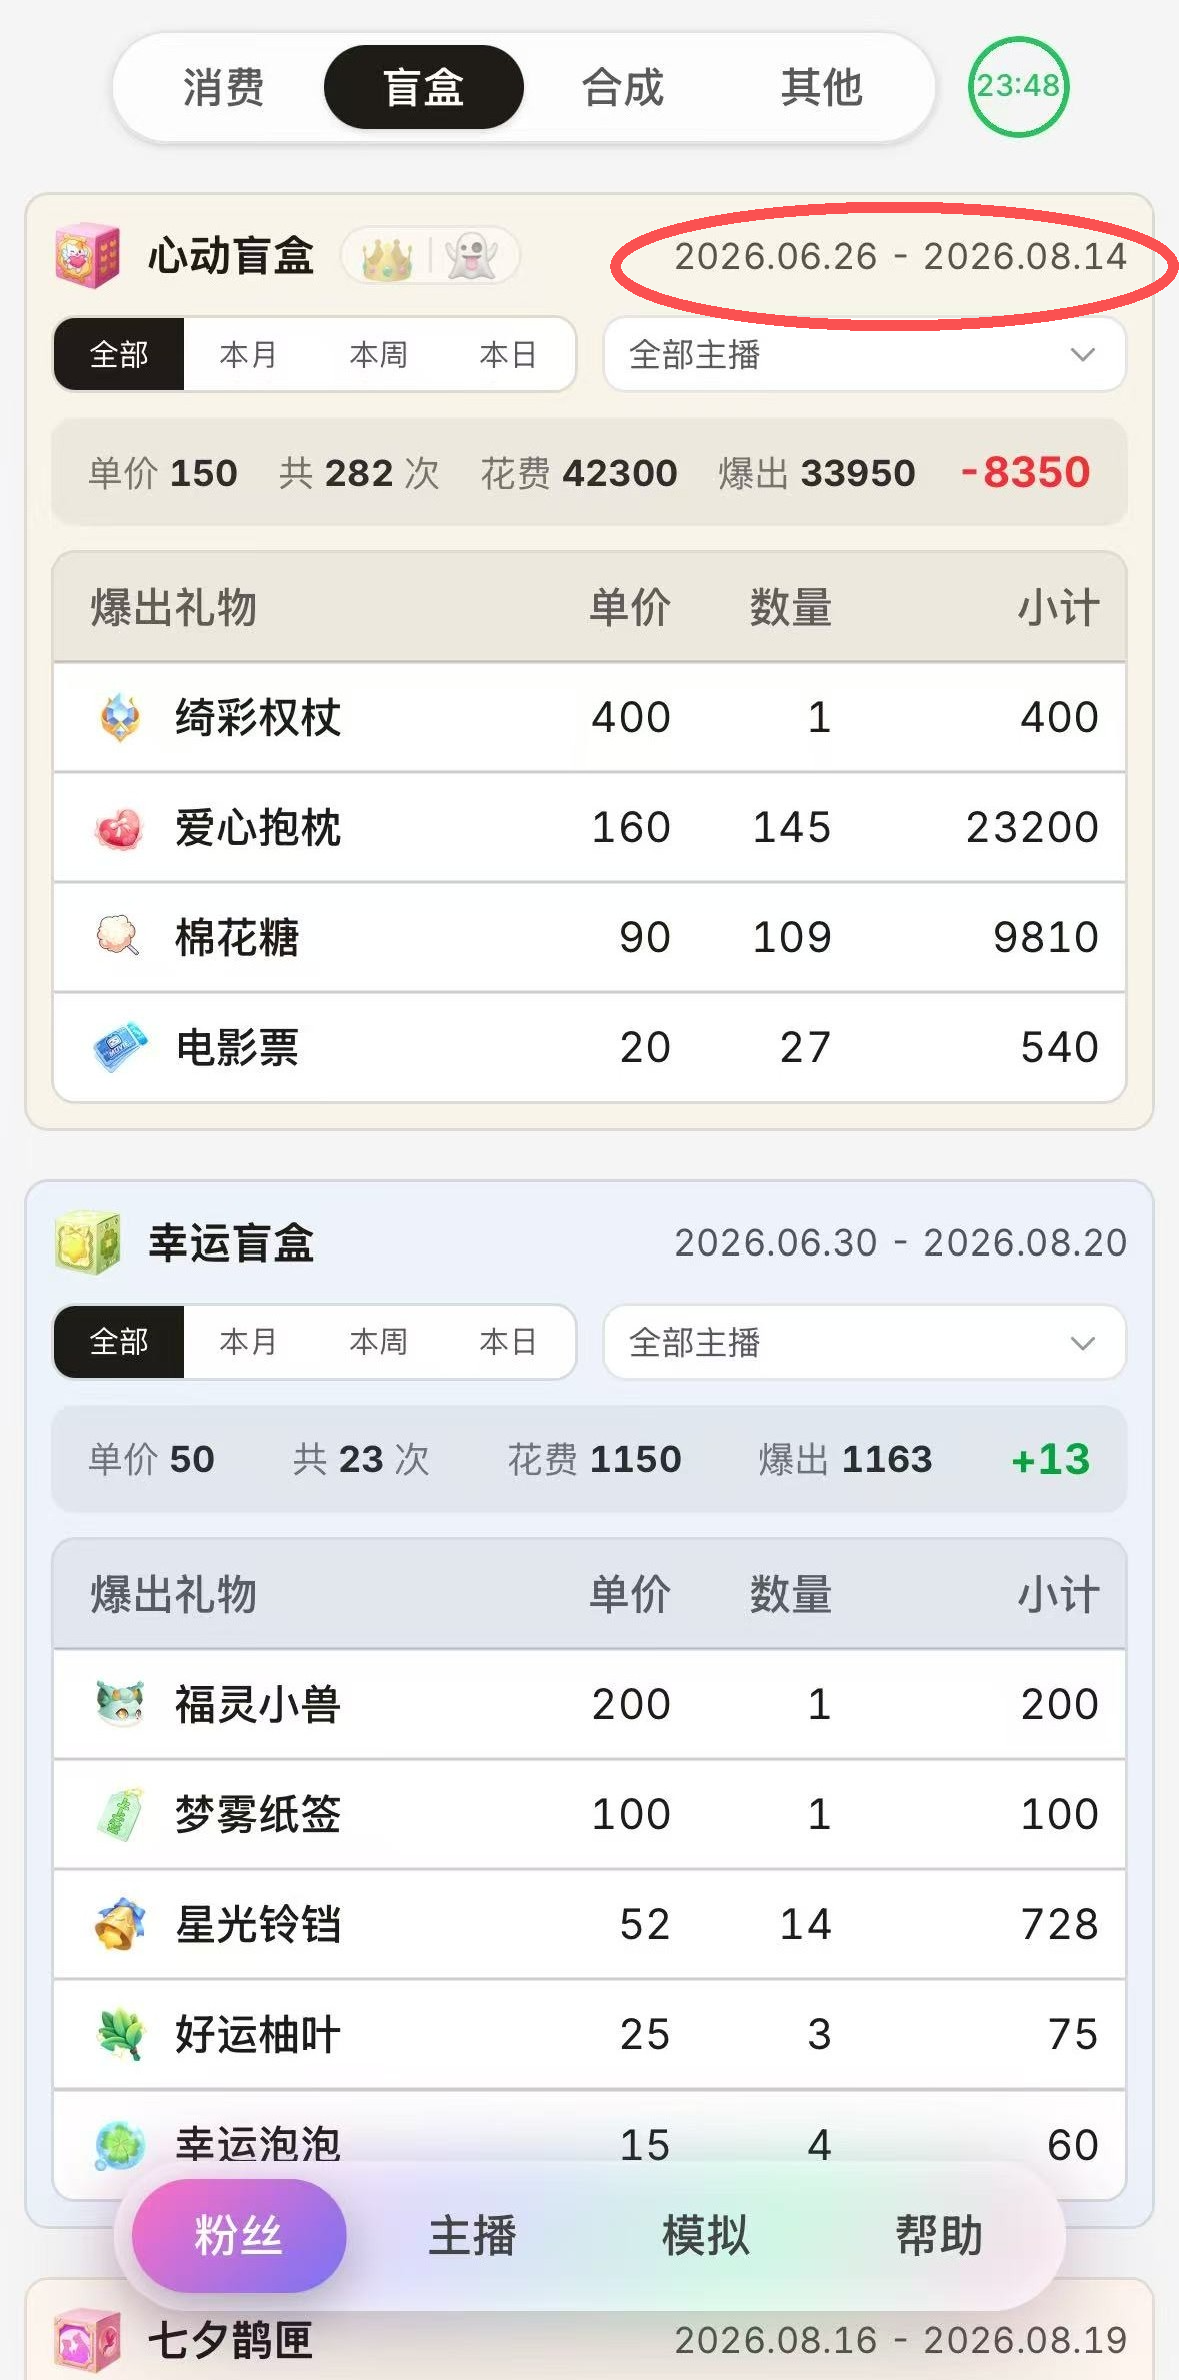 消费 盲盒 合成 其他 23:48
心动盲盒 2026.06.26 - 2026.08.14
全部 本月 本周 本日 全部主播
单价 150 共 282 次 花费 42300 爆出 33950 -8350
爆出礼物 单价 数量 小计
绮彩权杖 400 1 400
爱心抱枕 160 145 23200
棉花糖 90 109 9810
电影票 20 27 540
幸运盲盒 2026.06.30 - 2026.08.20
全部 本月 本周 本日 全部主播
单价 50 共 23 次 花费 1150 爆出 1163 +13
爆出礼物 单价 数量 小计
福灵小兽 200 1 200
梦雾纸签 100 1 100
星光铃铛 52 14 728
好运柚叶 25 3 75
幸运泡泡 15 4 60
粉丝 主播 模拟 帮助
七夕鹊匣 2026.08.16 - 2026.08.19